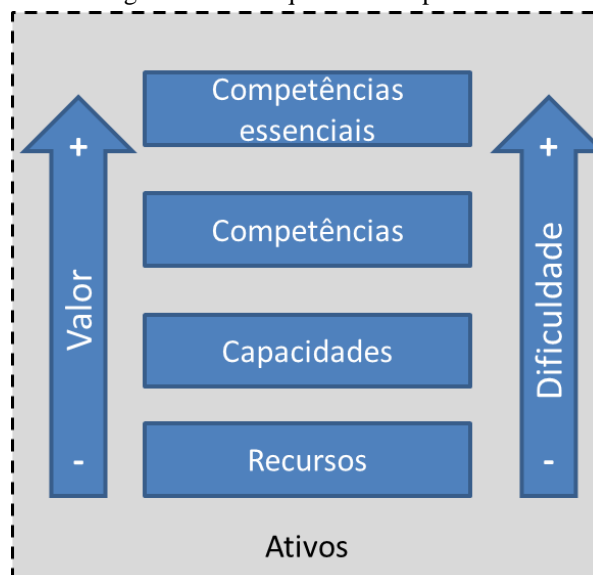 Competências
essenciais
+
+
Competências
Valor
Dificuldade
Capacidades
-
Recursos
-
Ativos